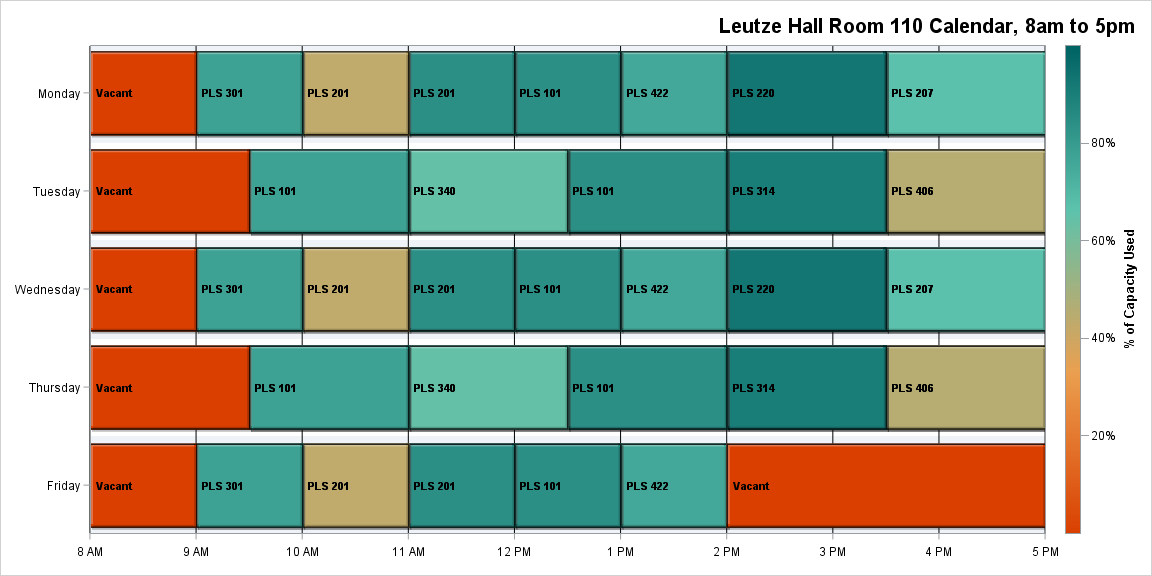 Leutze Hall Room 110 Calendar, 8am to 5pm
Monday
Vacant
PLS 301
PLS 201
PLS 201
PLS 101
PLS 422
PLS 220
PLS 207
Tuesday
Vacant
PLS 101
PLS 340
PLS 101
PLS 314
PLS 406
Wednesday
Vacant
PLS 301
PLS 201
PLS 201
PLS 101
PLS 422
PLS 220
PLS 207
Thursday
Vacant
PLS 101
PLS 340
PLS 101
PLS 314
PLS 406
Friday
Vacant
PLS 301
PLS 201
PLS 201
PLS 101
PLS 422
Vacant
8 AM
9 AM
10 AM
11 AM
12 PM
1 PM
2 PM
3 PM
4 PM
5 PM
80%
60%
40%
20%
% of Capacity Used